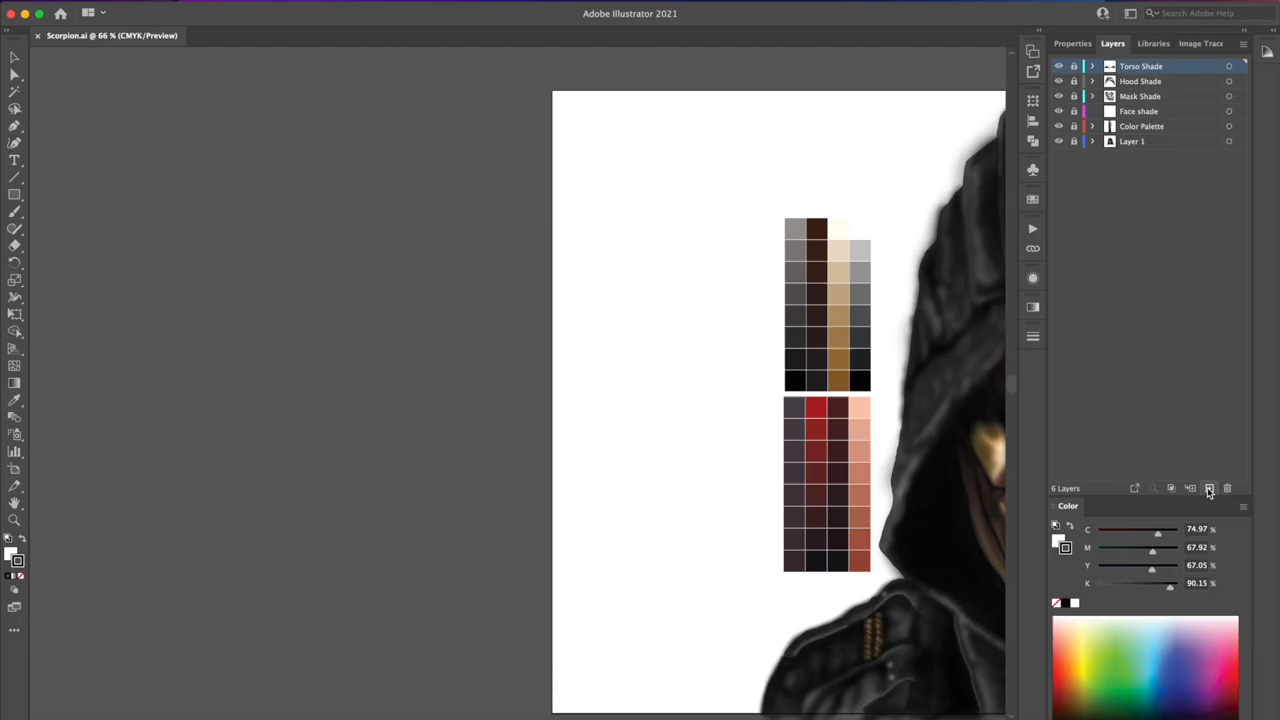 Adobe Illustrator 2021
Search Adobe Help
Scorpion.ai @ 66 % (CMYK/Preview)
Properties Layers Libraries Image Trace
Torso Shade
Hood Shade
Mask Shade
Face shade
Color Palette
Layer 1
6 Layers
Color
C 74.97 %
M 67.92 %
Y 67.05 %
K 90.15 %